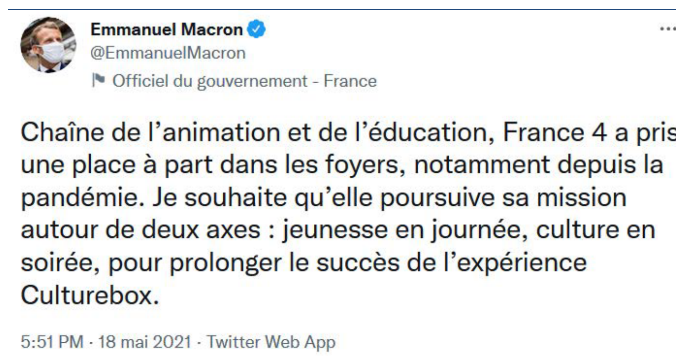 Emmanuel Macron
@EmmanuelMacron
Officiel du gouvernement - France
Chaîne de l’animation et de l’éducation, France 4 a pris
une place à part dans les foyers, notamment depuis la
pandémie. Je souhaite qu’elle poursuive sa mission
autour de deux axes : jeunesse en journée, culture en
soirée, pour prolonger le succès de l’expérience
Culturebox.
5:51 PM · 18 mai 2021 · Twitter Web App